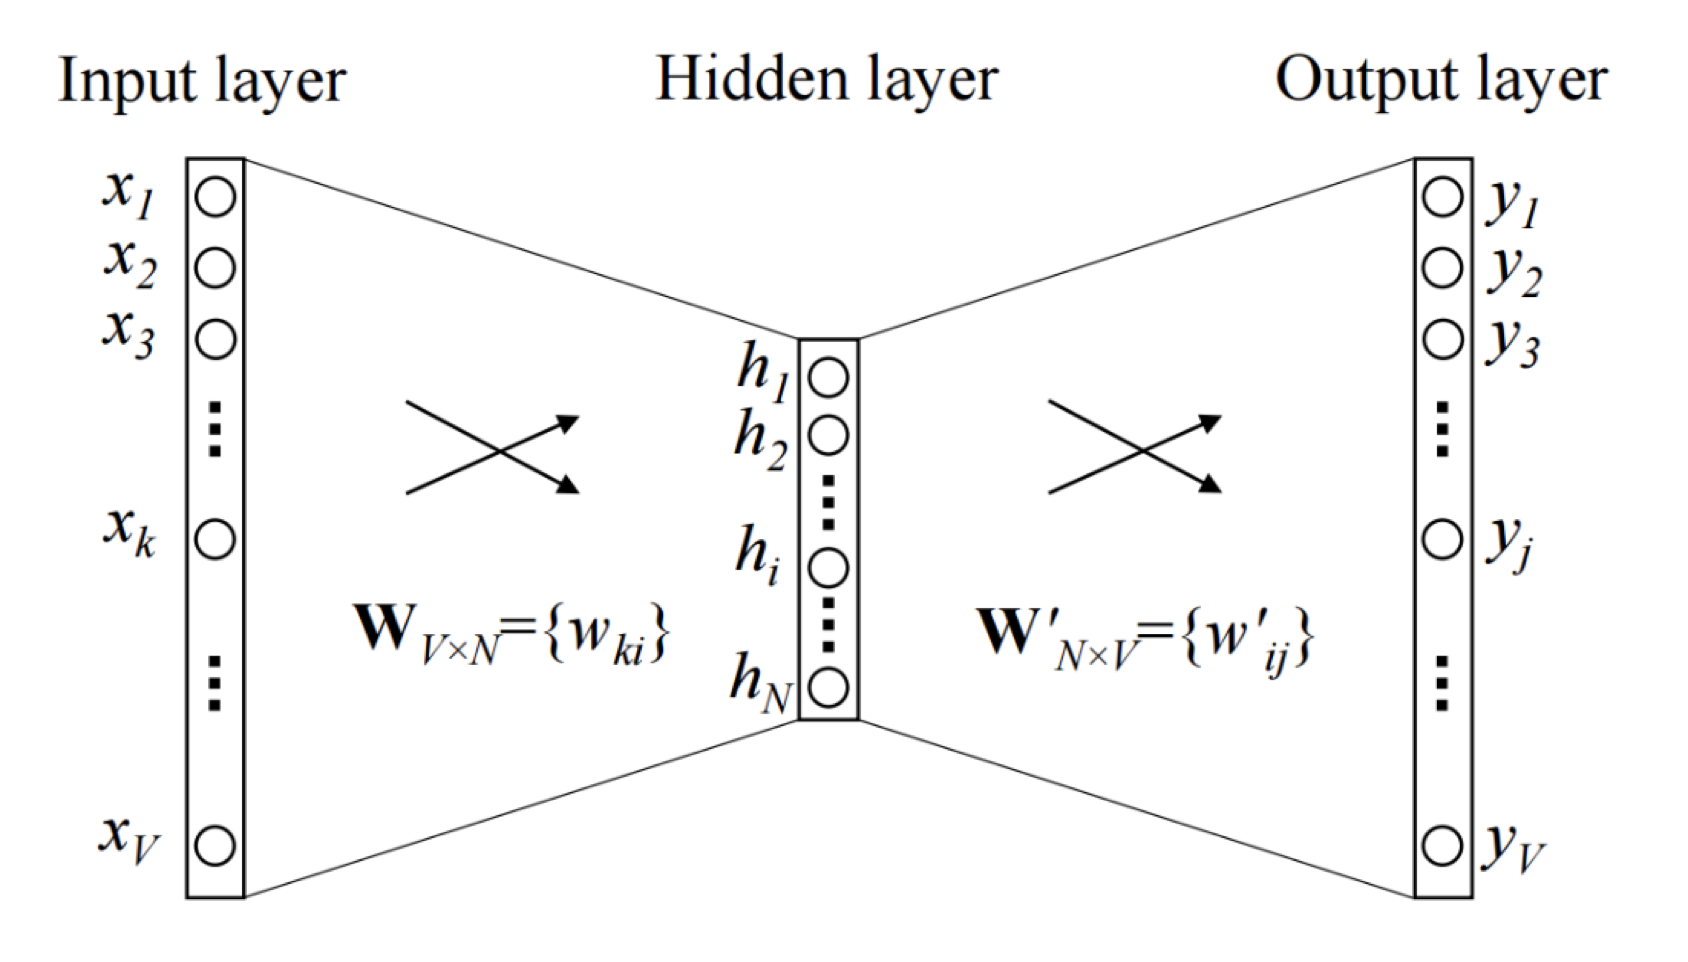 Input layer
Hidden layer
Output layer
x1
x2
x3
xk
xV
W V×N={wki}
h1
h2
hi
hN
W'N×V={w'ij}
y1
y2
y3
yj
yV